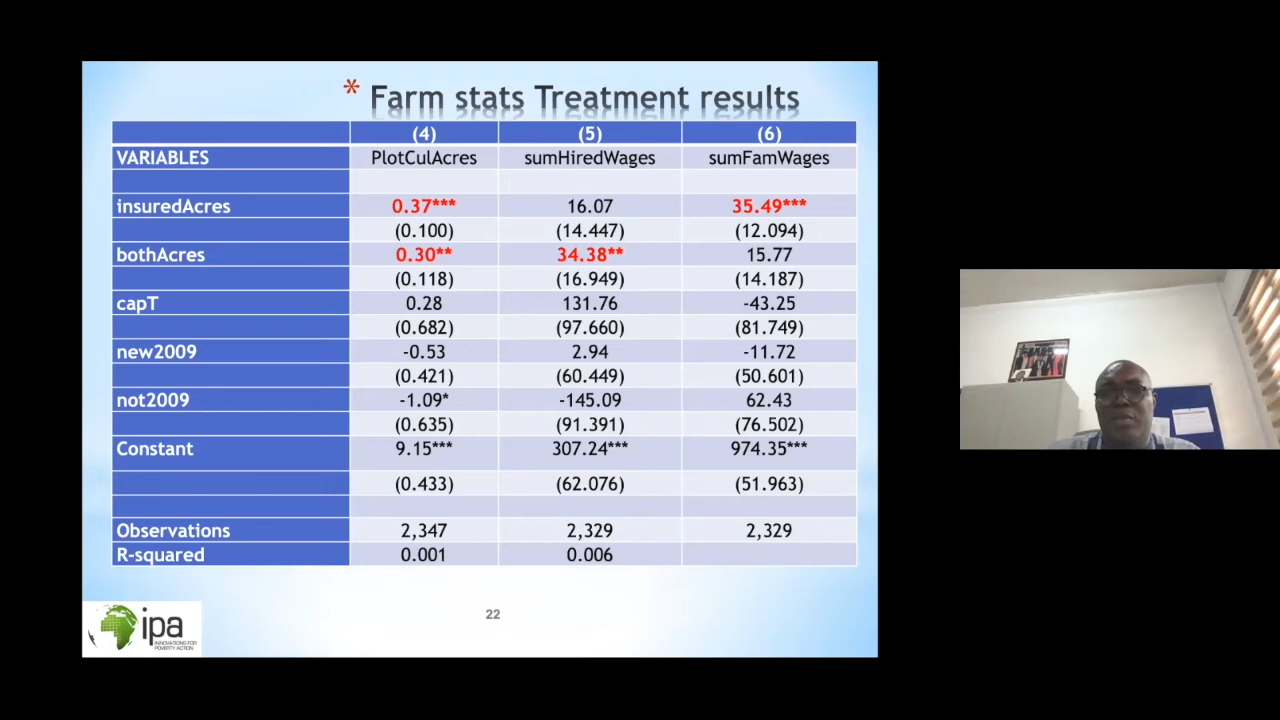 * Farm stats Treatment results
(4) (5) (6)
VARIABLES PlotCulAcres sumHiredWages sumFamWages
insuredAcres 0.37*** 16.07 35.49***
(0.100) (14.447) (12.094)
bothAcres 0.30** 34.38** 15.77
(0.118) (16.949) (14.187)
capT 0.28 131.76 -43.25
(0.682) (97.660) (81.749)
new2009 -0.53 2.94 -11.72
(0.421) (60.449) (50.601)
not2009 -1.09* -145.09 62.43
(0.635) (91.391) (76.502)
Constant 9.15*** 307.24*** 974.35***
(0.433) (62.076) (51.963)
Observations 2,347 2,329 2,329
R-squared 0.001 0.006
22
ipa
INNOVATIONS FOR
POVERTY ACTION